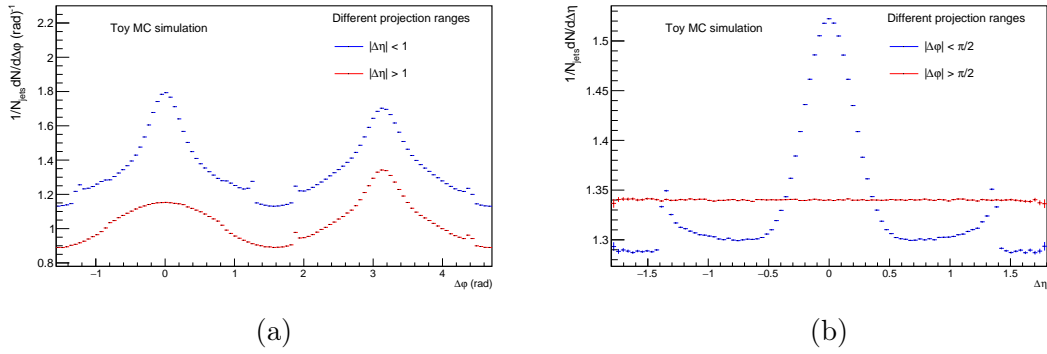 1/N_jets dN/dΔφ (rad)⁻¹
Toy MC simulation
Different projection ranges
|Δη| < 1
|Δη| > 1
2.2
2
1.8
1.6
1.4
1.2
1
0.8
−1 0 1 2 3 4
Δφ (rad)
(a)
1/N_jets dN/dΔη
Toy MC simulation
Different projection ranges
|Δφ| < π/2
|Δφ| > π/2
1.5
1.45
1.4
1.35
1.3
−1.5 −1 −0.5 0 0.5 1 1.5
Δη
(b)